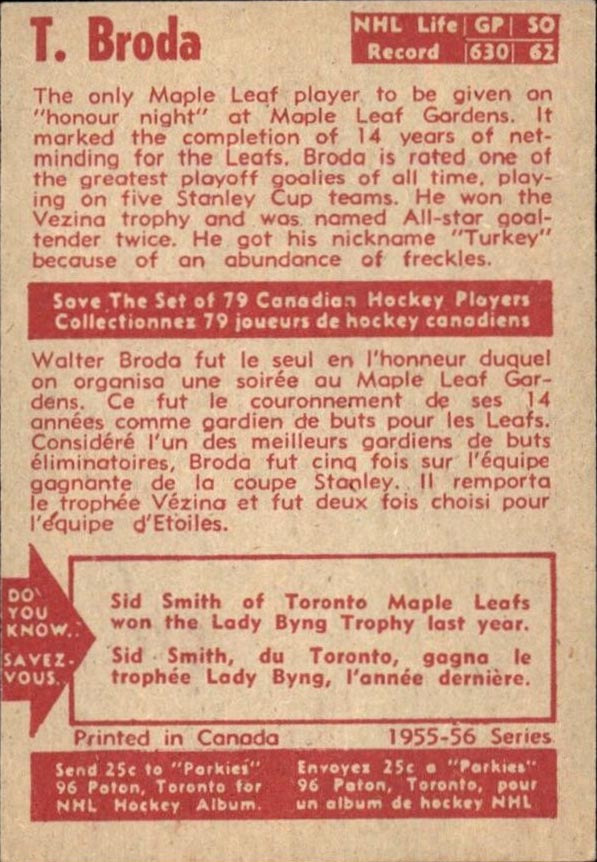 T. Broda
NHL Life GP SO
Record 630 62
The only Maple Leaf player to be given an
"honour night" at Maple Leaf Gardens. It
marked the completion of 14 years of net-
minding for the Leafs. Broda is rated one of
the greatest playoff goalies of all time, play-
ing on five Stanley Cup teams. He won the
Vezina trophy and was named All-star goal-
tender twice. He got his nickname "Turkey"
because of an abundance of freckles.
Save The Set of 79 Canadian Hockey Players
Collectionnez 79 joueurs de hockey canadiens
Walter Broda fut le seul en l'honneur duquel
on organisa une soirée au Maple Leaf Gar-
dens. Ce fut le couronnement de ses 14
années comme gardien de buts pour les Leafs.
Considéré l'un des meilleurs gardiens de buts
éliminatoires, Broda fut cinq fois sur l'équipe
gagnante de la coupe Stanley. Il remporta
le trophée Vézina et fut deux fois choisi pour
l'équipe d'Etoiles.
DO
YOU
KNOW..
SAVEZ-
VOUS.
Sid Smith of Toronto Maple Leafs
won the Lady Byng Trophy last year.
Sid Smith, du Toronto, gagna le
trophée Lady Byng, l'année dernière.
Printed in Canada 1955-56 Series
Send 25c to "Parkies"
96 Paton, Toronto for
NHL Hockey Album.
Envoyez 25c a "Parkies"
96 Paton, Toronto, pour
un album de hockey NHL